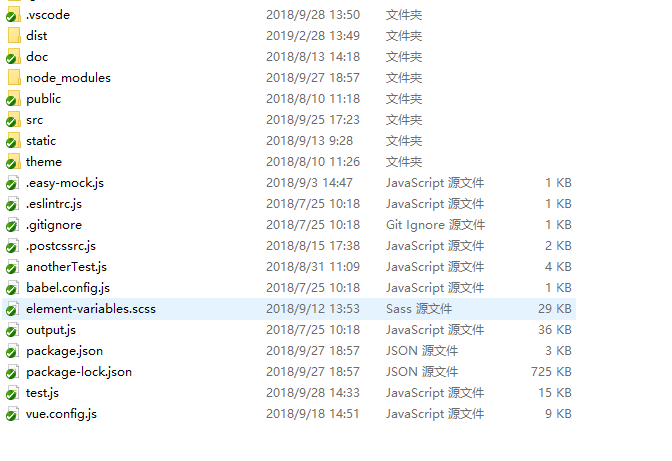 .vscode 2018/9/28 13:50 文件夹
dist 2019/2/28 13:49 文件夹
doc 2018/8/13 14:18 文件夹
node_modules 2018/9/27 18:57 文件夹
public 2018/8/10 11:18 文件夹
src 2018/9/25 17:23 文件夹
static 2018/9/13 9:28 文件夹
theme 2018/8/10 11:26 文件夹
.easy-mock.js 2018/9/3 14:47 JavaScript 源文件 1 KB
.eslintrc.js 2018/7/25 10:18 JavaScript 源文件 1 KB
.gitignore 2018/7/25 10:18 Git Ignore 源文件 1 KB
.postcssrc.js 2018/8/15 17:38 JavaScript 源文件 2 KB
anotherTest.js 2018/8/31 11:09 JavaScript 源文件 4 KB
babel.config.js 2018/7/25 10:18 JavaScript 源文件 1 KB
element-variables.scss 2018/9/12 13:53 Sass 源文件 29 KB
output.js 2018/7/25 10:18 JavaScript 源文件 36 KB
package.json 2018/9/27 18:57 JSON 源文件 3 KB
package-lock.json 2018/9/27 18:57 JSON 源文件 725 KB
test.js 2018/9/28 14:33 JavaScript 源文件 15 KB
vue.config.js 2018/9/18 14:51 JavaScript 源文件 9 KB